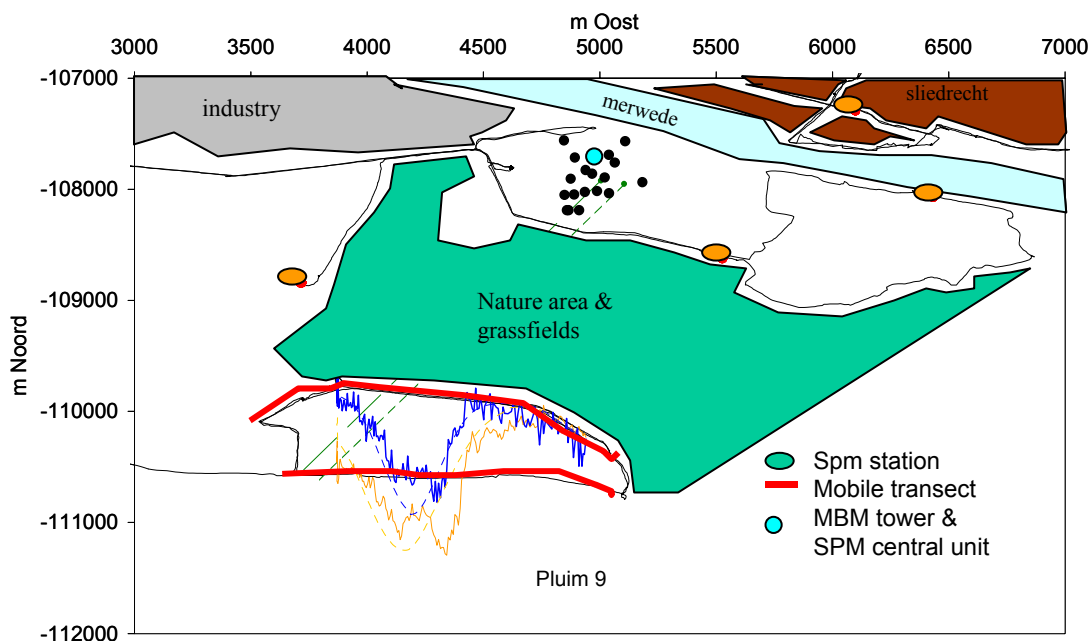 m Oost
3000 3500 4000 4500 5000 5500 6000 6500 7000
-107000
industry
merwede
sliedrecht
-108000
-109000
Nature area &
grassfields
m Noord
-110000
Spm station
Mobile transect
-111000
MBM tower &
SPM central unit
Pluim 9
-112000